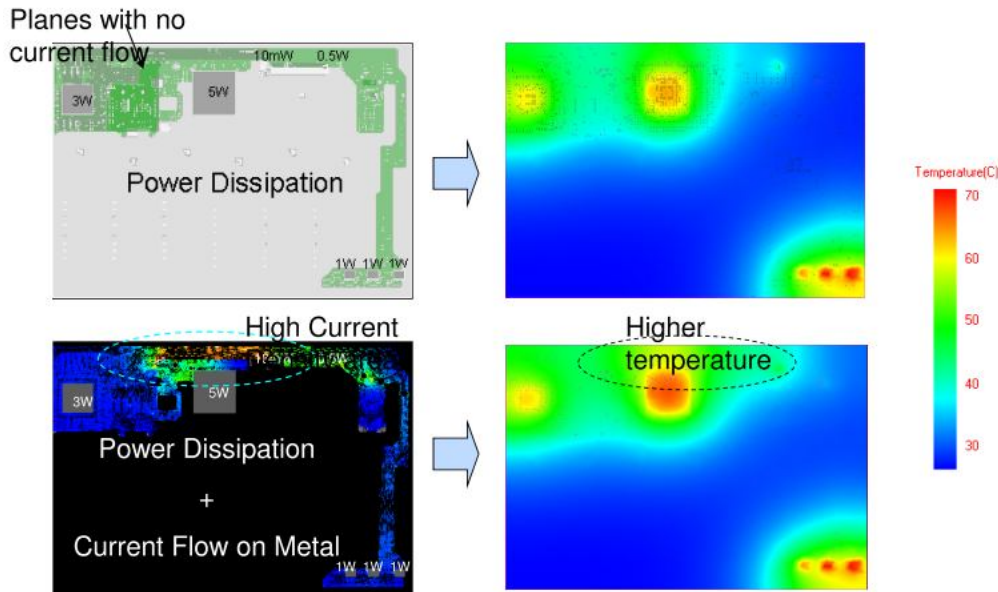 Planes with no
current flow
10mW 0.5W
3W
5W
Power Dissipation
1W 1W 1W
Temperature(C)
70
60
50
40
30
High Current
Higher
temperature
3W
5W
Power Dissipation
+
Current Flow on Metal
1W 1W 1W